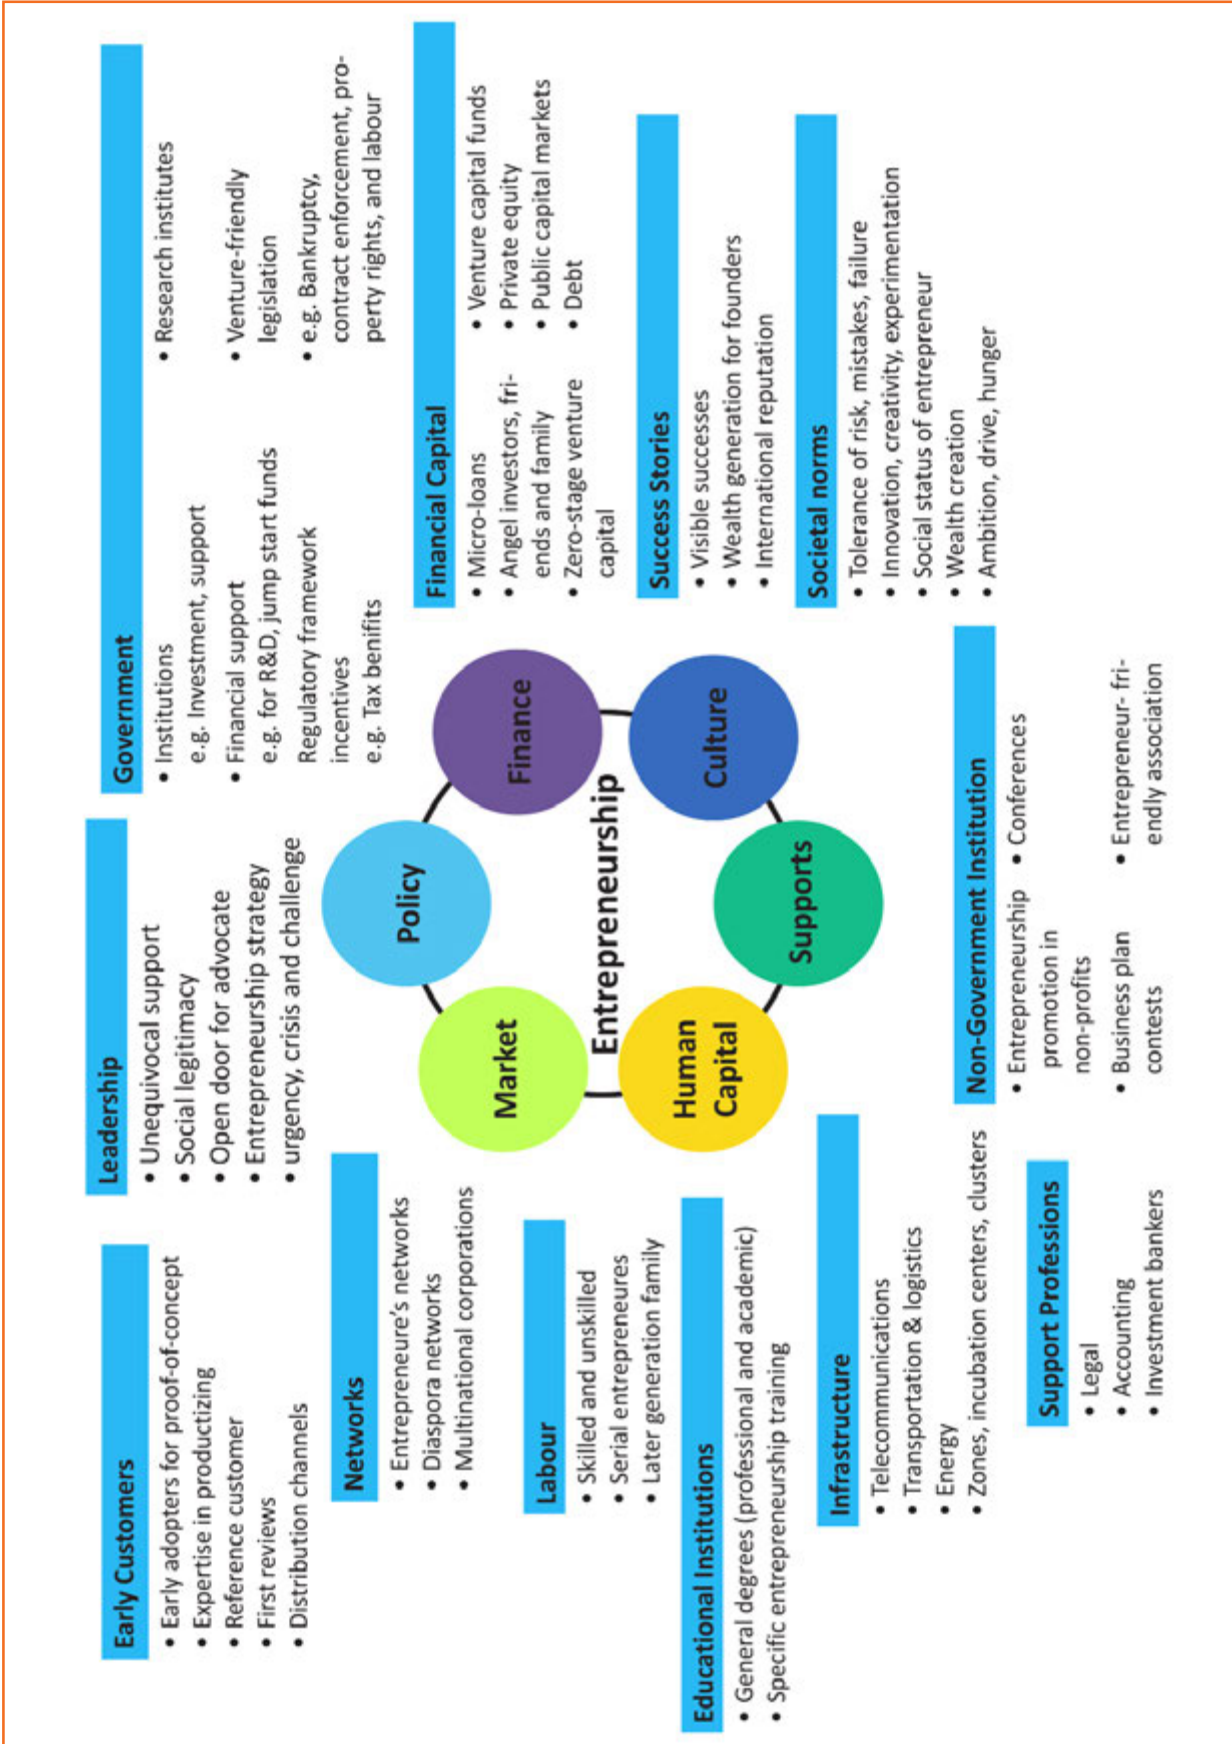 Early Customers
• Early adopters for proof-of-concept
• Expertise in productizing
• Reference customer
• First reviews
• Distribution channels
Leadership
• Unequivocal support
• Social legitimacy
• Open door for advocate
• Entrepreneurship strategy
• urgency, crisis and challenge
Government
• Institutions
e.g. Investment, support
• Financial support
e.g. for R&D, jump start funds
Regulatory framework
incentives
e.g. Tax benifits
• Research institutes
• Venture-friendly
legislation
• e.g. Bankruptcy,
contract enforcement, pro-
perty rights, and labour
Networks
• Entrepreneure's networks
• Diaspora networks
• Multinational corporations
Policy
Market
Finance
Entrepreneurship
Human
Capital
Culture
Supports
Financial Capital
• Micro-loans
• Angel investors, fri-
ends and family
• Zero-stage venture
capital
• Venture capital funds
• Private equity
• Public capital markets
• Debt
Labour
• Skilled and unskilled
• Serial entrepreneures
• Later generation family
Success Stories
• Visible successes
• Wealth generation for founders
• International reputation
Educational Institutions
• General degrees (professional and academic)
• Specific entrepreneurship training
Societal norms
• Tolerance of risk, mistakes, failure
• Innovation, creativity, experimentation
• Social status of entrepreneur
• Wealth creation
• Ambition, drive, hunger
Infrastructure
• Telecommunications
• Transportation & logistics
• Energy
• Zones, incubation centers, clusters
Non-Government Institution
• Entrepreneurship
promotion in
non-profits
• Business plan
contests
• Conferences
• Entrepreneur- fri-
endly association
Support Professions
• Legal
• Accounting
• Investment bankers